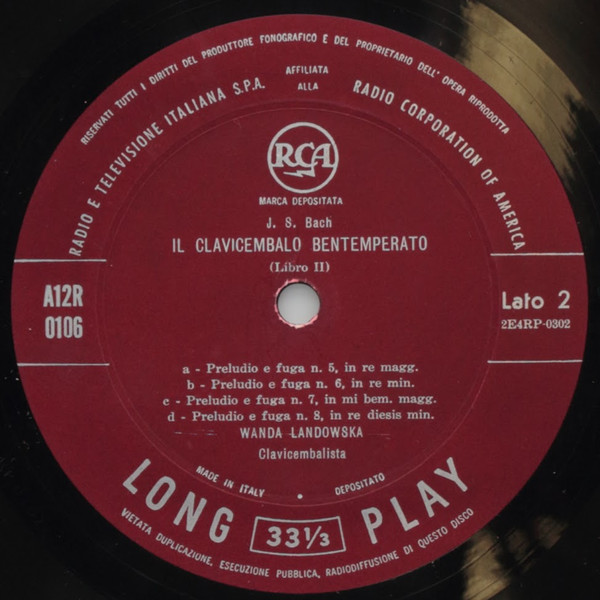 RISERVATI TUTTI I DIRITTI DEL PRODUTTORE FONOGRAFICO E DEL PROPRIETARIO DELL' OPERA RIPRODOTTA
RADIO E TELEVISIONE ITALIANA S.P.A.
AFFILIATA
ALLA
RADIO CORPORATION OF AMERICA
RCA
MARCA DEPOSITATA
J. S. Bach
IL CLAVICEMBALO BENTEMPERATO
(Libro II)
A12R
0106
Lato 2
2E4RP-0302
a - Preludio e fuga n. 5, in re magg.
b - Preludio e fuga n. 6, in re min.
c - Preludio e fuga n. 7, in mi bem. magg.
d - Preludio e fuga n. 8, in re diesis min.
WANDA LANDOWSKA
Clavicembalista
MADE IN ITALY • DEPOSITATO
LONG 33⅓ PLAY
VIETATA DUPLICAZIONE, ESECUZIONE PUBBLICA, RADIODIFFUSIONE DI QUESTO DISCO